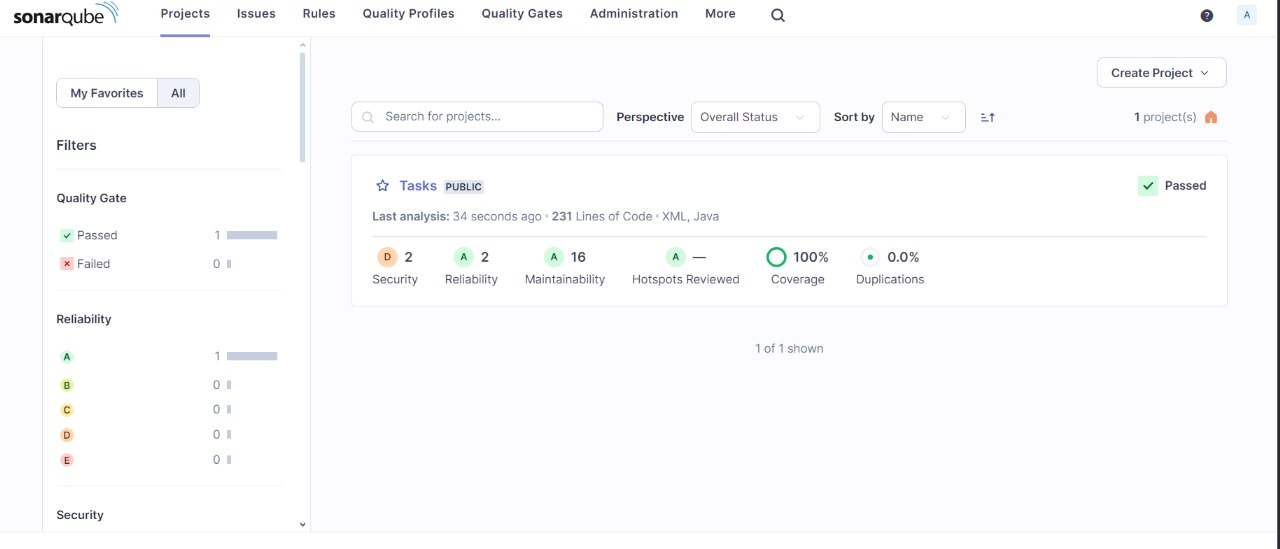 sonarqube Projects Issues Rules Quality Profiles Quality Gates Administration More ? A
My Favorites All
Filters
Quality Gate
Passed 1
Failed 0
Reliability
A 1
B 0
C 0
D 0
E 0
Security
Create Project
Search for projects... Perspective Overall Status Sort by Name 1 project(s)
Tasks PUBLIC Passed
Last analysis: 34 seconds ago • 231 Lines of Code • XML, Java
D 2 A 2 A 16 A — 100% 0.0%
Security Reliability Maintainability Hotspots Reviewed Coverage Duplications
1 of 1 shown